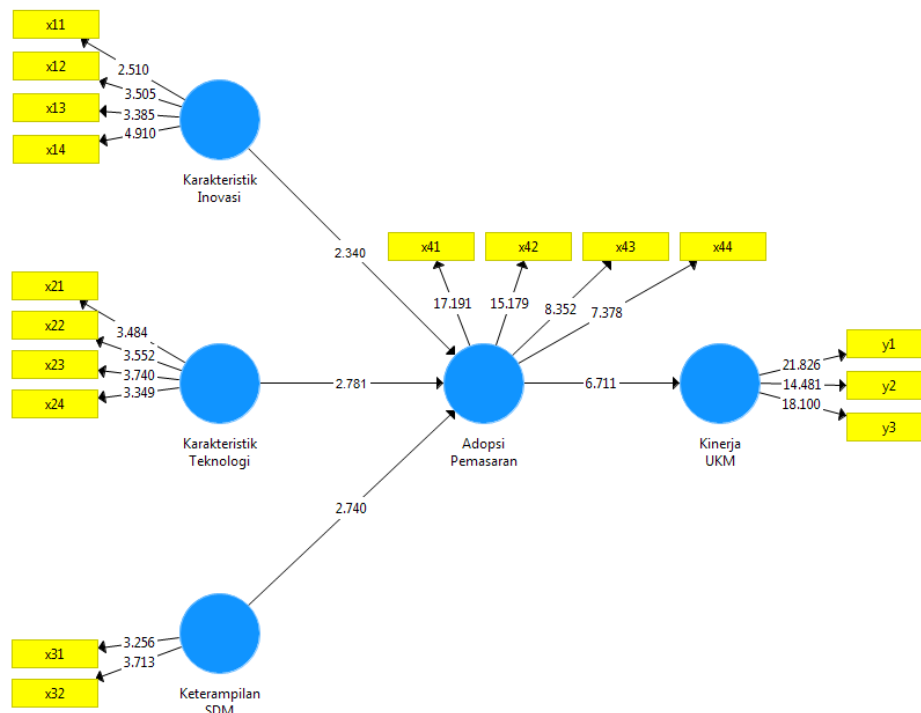 x11
x12
x13
x14
2.510
3.505
3.385
4.910
Karakteristik
Inovasi
2.340
x41
x42
x43
x44
17.191
15.179
8.352
7.378
x21
x22
x23
x24
3.484
3.552
3.740
3.349
Karakteristik
Teknologi
2.781
Adopsi
Pemasaran
6.711
Kinerja
UKM
21.826
14.481
18.100
y1
y2
y3
2.740
x31
x32
3.256
3.713
Keterampilan
SDM